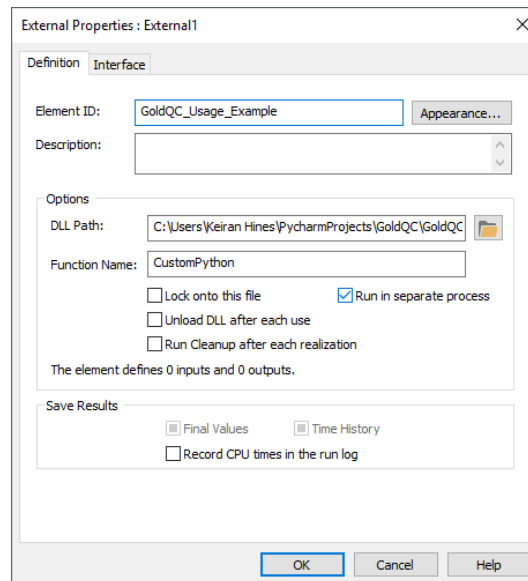 External Properties : External1
Definition
Interface
Element ID:
GoldQC_Usage_Example
Appearance...
Description:
Options
DLL Path:
C:\Users\Keiran Hines\PycharmProjects\GoldQC\GoldQC
Function Name:
CustomPython
Lock onto this file
Run in separate process
Unload DLL after each use
Run Cleanup after each realization
The element defines 0 inputs and 0 outputs.
Save Results
Final Values
Time History
Record CPU times in the run log
OK
Cancel
Help